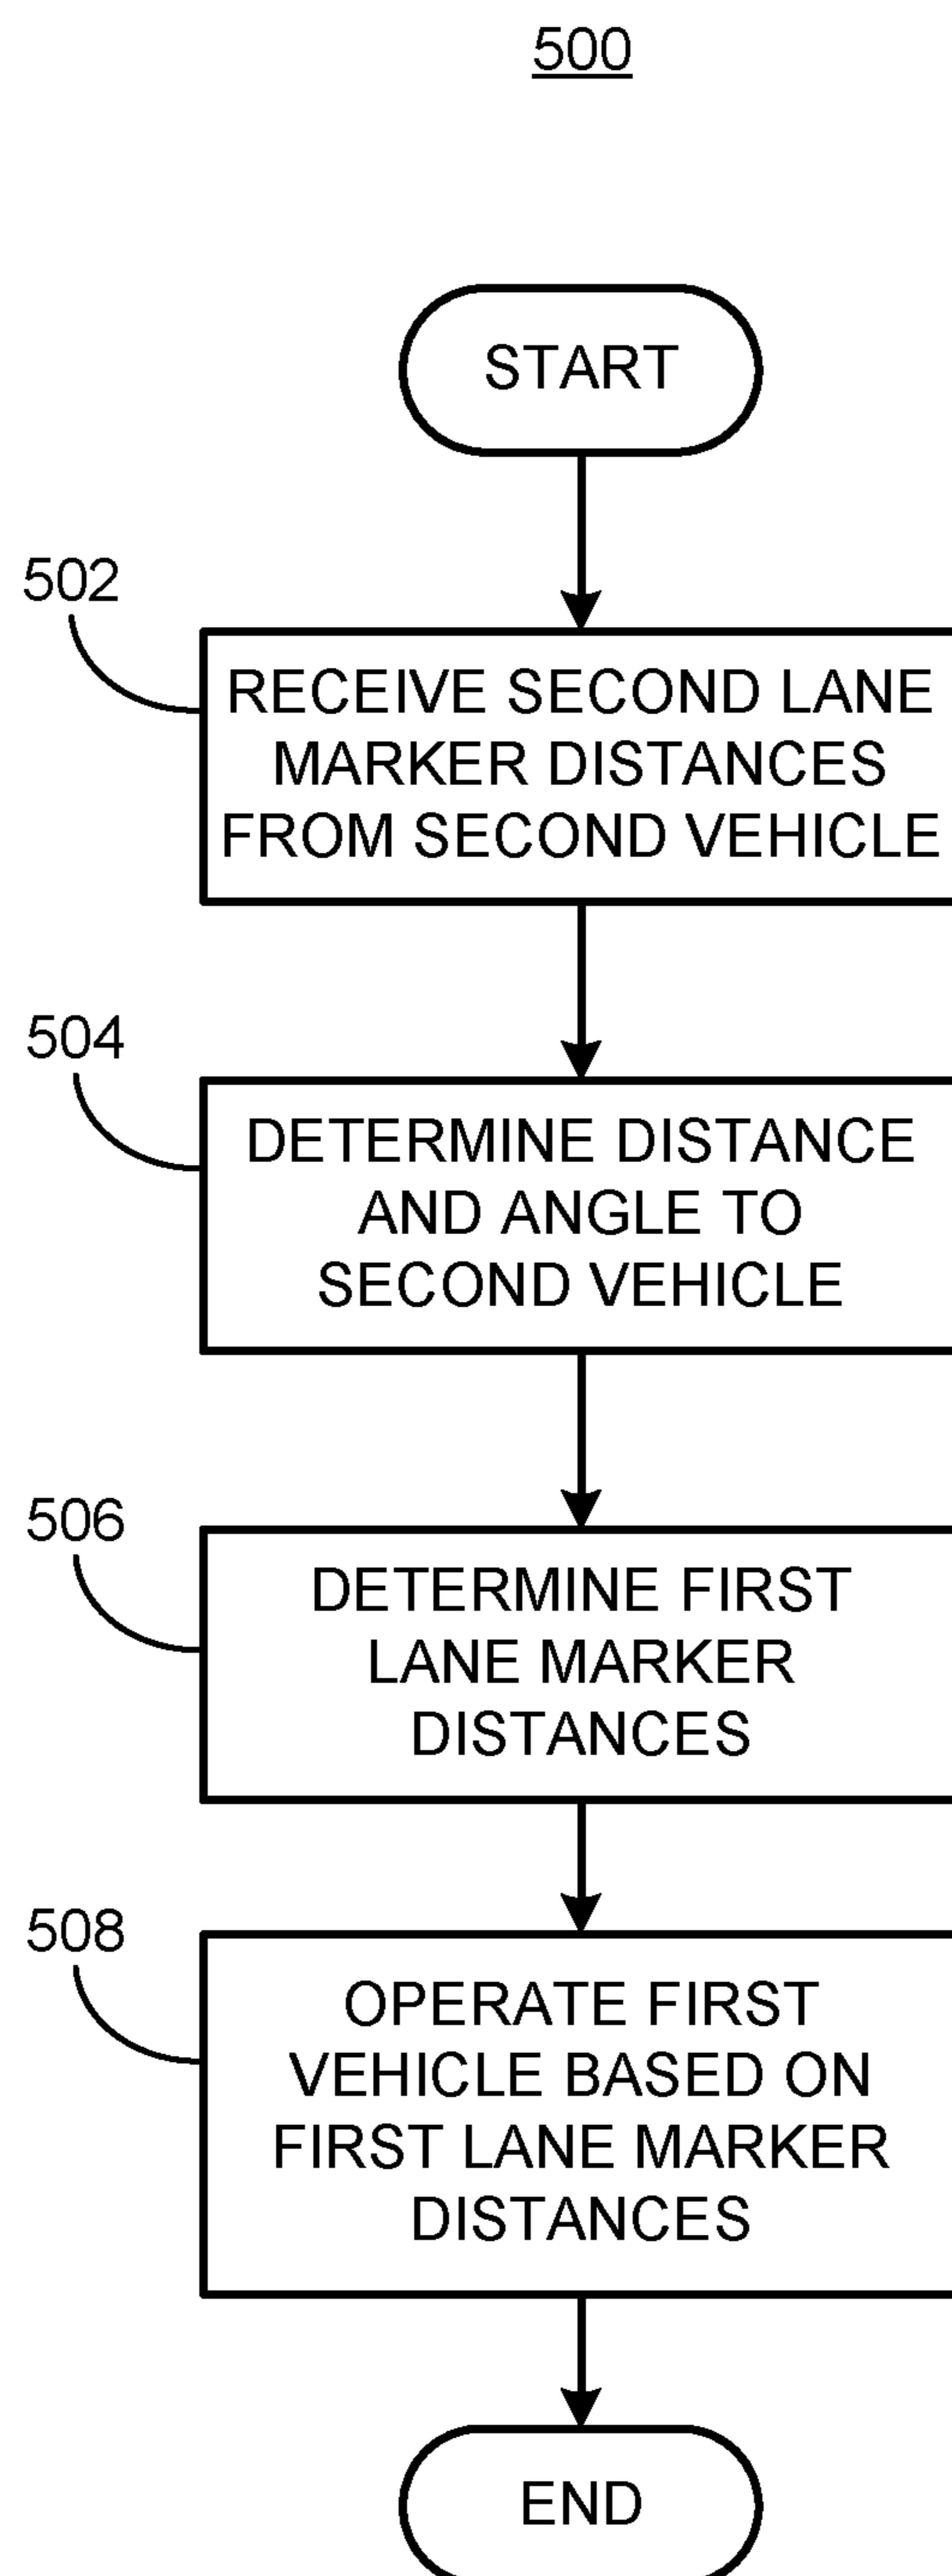 500
START
502
RECEIVE SECOND LANE
MARKER DISTANCES
FROM SECOND VEHICLE
504
DETERMINE DISTANCE
AND ANGLE TO
SECOND VEHICLE
506
DETERMINE FIRST
LANE MARKER
DISTANCES
508
OPERATE FIRST
VEHICLE BASED ON
FIRST LANE MARKER
DISTANCES
END